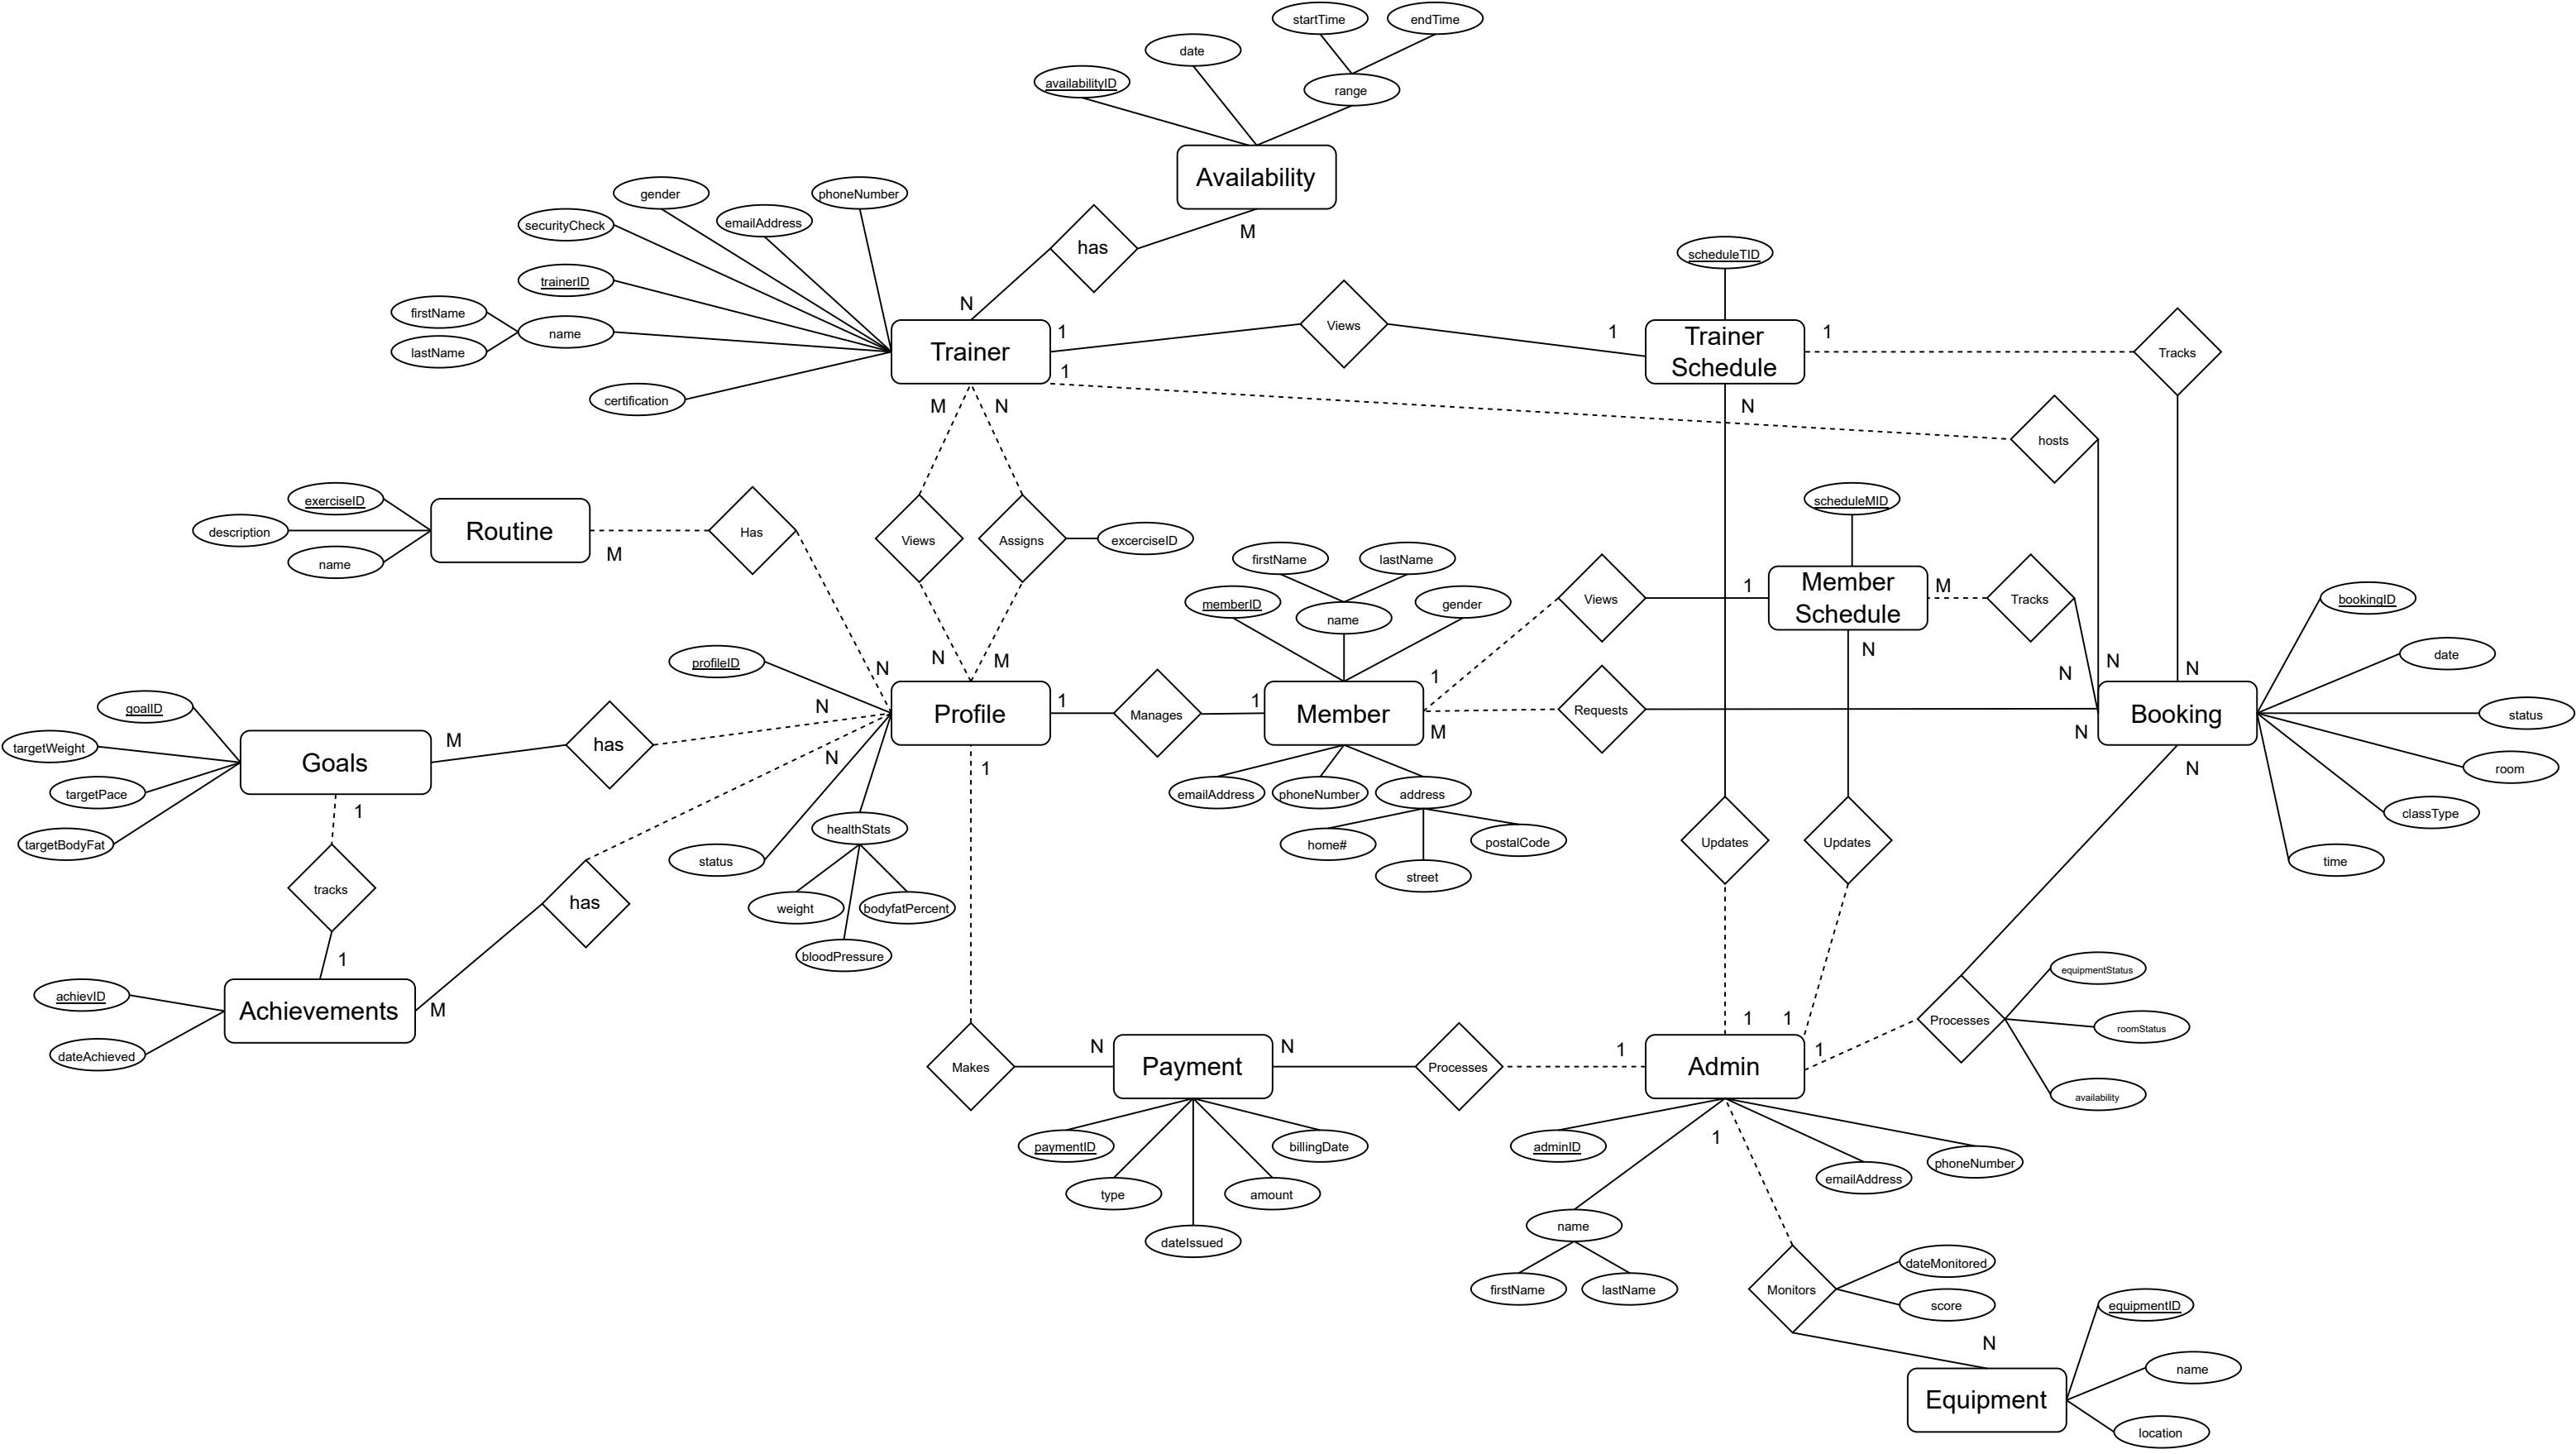 startTime
endTime
date
availabilityID
range
Availability
gender
phoneNumber
securityCheck
emailAddress
has
M
scheduleTID
trainerID
firstName
name
lastName
N
Trainer
1
Views
1
Trainer
Schedule
1
Tracks
1
certification
M
N
N
hosts
exerciseID
description
name
Routine
M
Has
Views
Assigns
excerciseID
scheduleMID
firstName
lastName
memberID
name
gender
Views
1
Member
Schedule
M
Tracks
bookingID
N
date
profileID
N
N
M
1
N
N
N
goalID
targetWeight
targetPace
targetBodyFat
Goals
M
has
N
N
Profile
1
Manages
1
Member
M
Requests
N
Booking
status
room
classType
time
1
N
emailAddress
phoneNumber
address
home#
street
postalCode
1
tracks
1
healthStats
status
weight
bodyfatPercent
bloodPressure
has
Updates
Updates
achievID
dateAchieved
Achievements
M
equipmentStatus
Processes
roomStatus
availability
Makes
N
Payment
N
Processes
1
1
1
1
Admin
paymentID
type
dateIssued
amount
billingDate
adminID
1
emailAddress
phoneNumber
name
firstName
lastName
Monitors
dateMonitored
score
N
equipmentID
name
location
Equipment